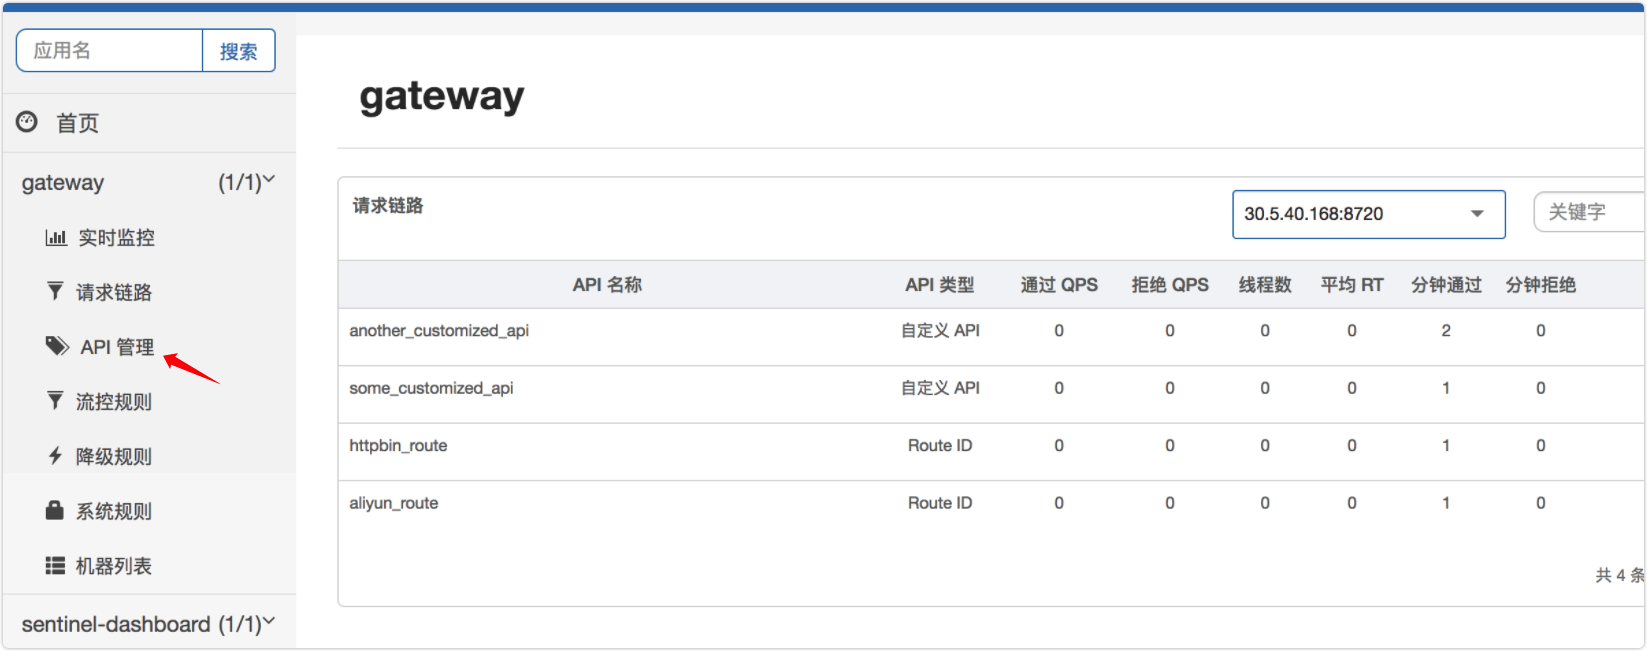 应用名 搜索
首页
gateway (1/1)
实时监控
请求链路
API 管理
流控规则
降级规则
系统规则
机器列表
sentinel-dashboard (1/1)
gateway
请求链路 30.5.40.168:8720 关键字
API 名称 API 类型 通过 QPS 拒绝 QPS 线程数 平均 RT 分钟通过 分钟拒绝
another_customized_api 自定义 API 0 0 0 0 2 0
some_customized_api 自定义 API 0 0 0 0 1 0
httpbin_route Route ID 0 0 0 0 1 0
aliyun_route Route ID 0 0 0 0 1 0
共 4 条